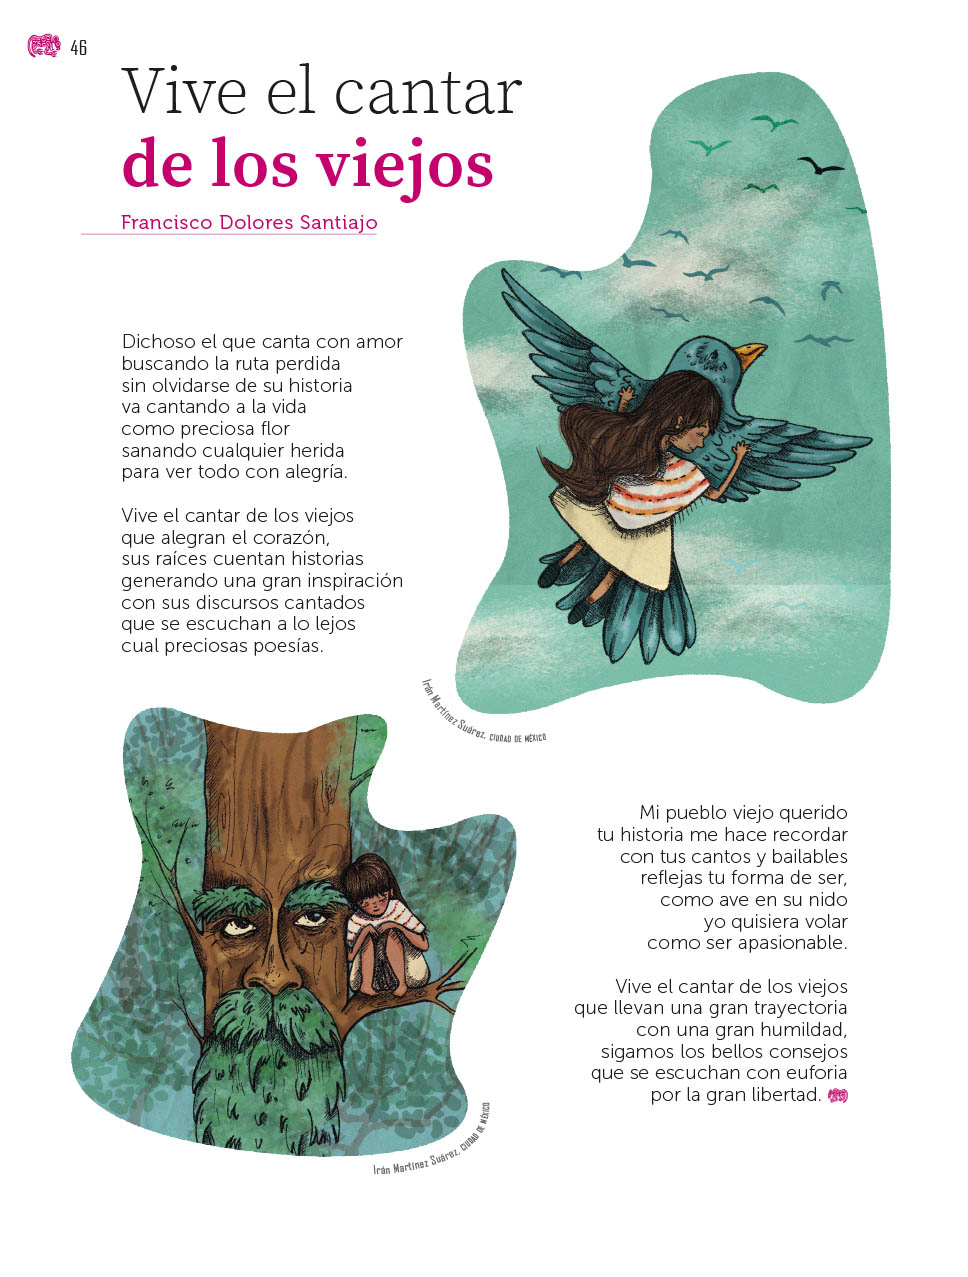 46
Vive el cantar
de los viejos
Francisco Dolores Santiajo
Dichoso el que canta con amor
buscando la ruta perdida
sin olvidarse de su historia
va cantando a la vida
como preciosa flor
sanando cualquier herida
para ver todo con alegría.
Vive el cantar de los viejos
que alegran el corazón,
sus raíces cuentan historias
generando una gran inspiración
con sus discursos cantados
que se escuchan a lo lejos
cual preciosas poesías.
Irán Martínez Suárez, CIUDAD DE MÉXICO
Mi pueblo viejo querido
tu historia me hace recordar
con tus cantos y bailables
reflejas tu forma de ser,
como ave en su nido
yo quisiera volar
como ser apasionable.
Vive el cantar de los viejos
que llevan una gran trayectoria
con una gran humildad,
sigamos los bellos consejos
que se escuchan con euforia
por la gran libertad.
Irán Martínez Suárez, CIUDAD DE MÉXICO